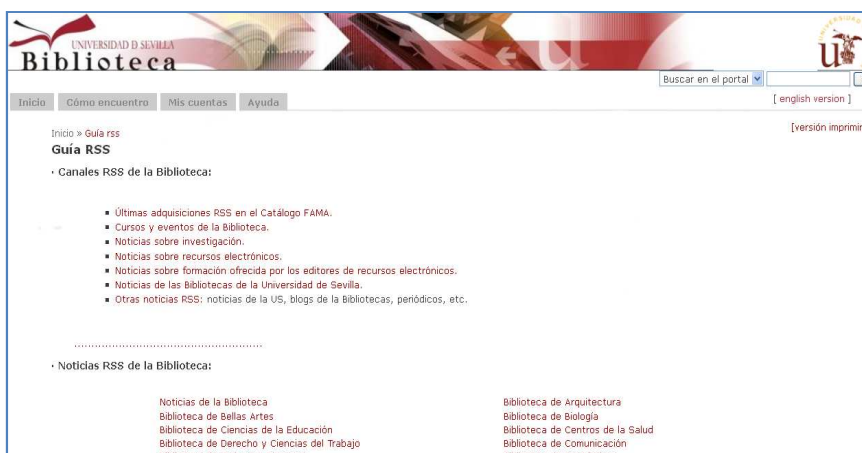 UNIVERSIDAD D SEVILLA
Biblioteca
Buscar en el portal
Inicio Cómo encuentro Mis cuentas Ayuda
[ english version ]
Inicio » Guía rss
[versión imprimir
Guía RSS
· Canales RSS de la Biblioteca:
▪ Últimas adquisiciones RSS en el Catálogo FAMA.
▪ Cursos y eventos de la Biblioteca.
▪ Noticias sobre investigación.
▪ Noticias sobre recursos electrónicos.
▪ Noticias sobre formación ofrecida por los editores de recursos electrónicos.
▪ Noticias de las Bibliotecas de la Universidad de Sevilla.
▪ Otras noticias RSS: noticias de la US, blogs de la Bibliotecas, periódicos, etc.
· Noticias RSS de la Biblioteca:
Noticias de la Biblioteca Biblioteca de Arquitectura
Biblioteca de Bellas Artes Biblioteca de Biología
Biblioteca de Ciencias de la Educación Biblioteca de Centros de la Salud
Biblioteca de Derecho y Ciencias del Trabajo Biblioteca de Comunicación